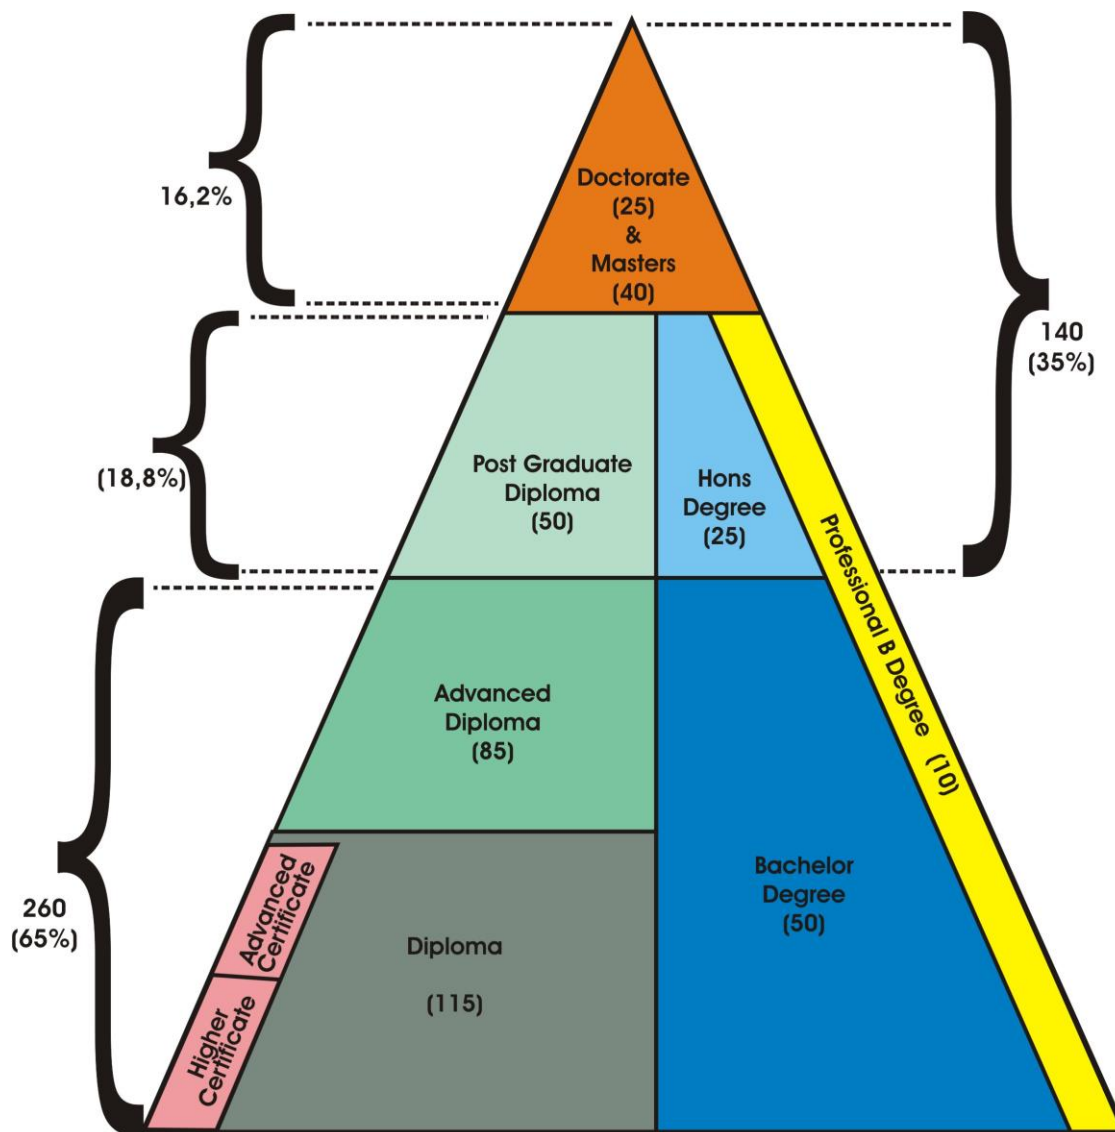 Doctorate
(25)
&
Masters
(40)
16,2%
140
(35%)
Post Graduate
Diploma
(50)
Hons
Degree
(25)
(18,8%)
Professional B Degree (10)
Advanced
Diploma
(85)
Bachelor
Degree
(50)
260
(65%)
Advanced
Certificate
Diploma
(115)
Higher
Certificate